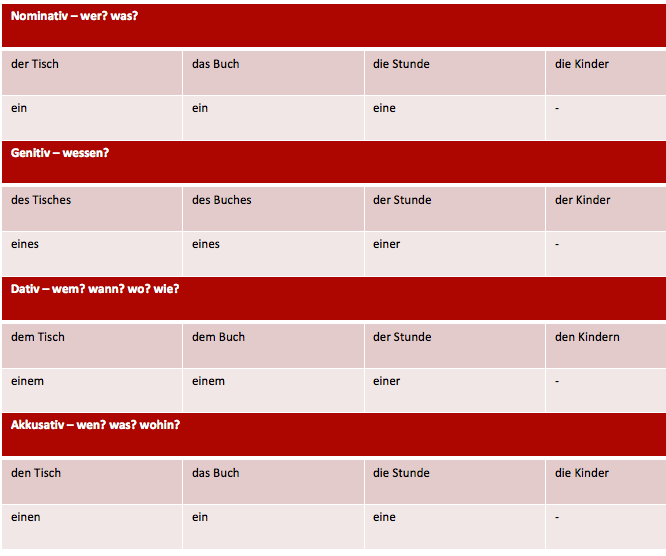 Nominativ – wer? was?
der Tisch das Buch die Stunde die Kinder
ein ein eine -
Genitiv – wessen?
des Tisches des Buches der Stunde der Kinder
eines eines einer -
Dativ – wem? wann? wo? wie?
dem Tisch dem Buch der Stunde den Kindern
einem einem einer -
Akkusativ – wen? was? wohin?
den Tisch das Buch die Stunde die Kinder
einen ein eine -